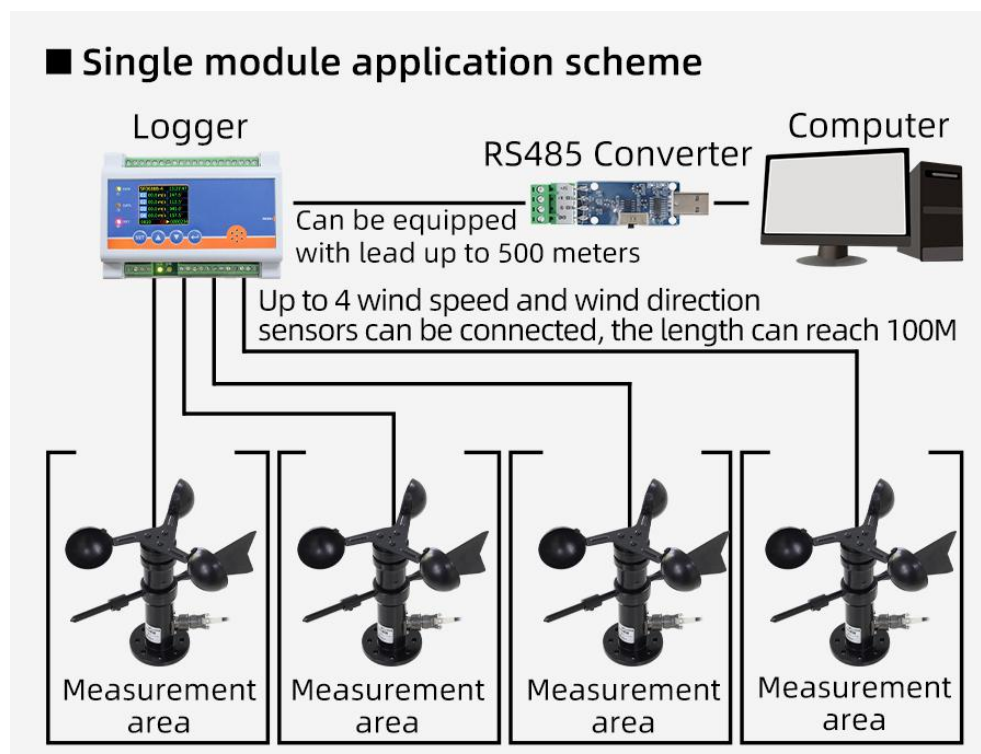 ■ Single module application scheme
Logger
RS485 Converter
Computer
Can be equipped
with lead up to 500 meters
Up to 4 wind speed and wind direction
sensors can be connected, the length can reach 100M
Measurement
area
Measurement
area
Measurement
area
Measurement
area